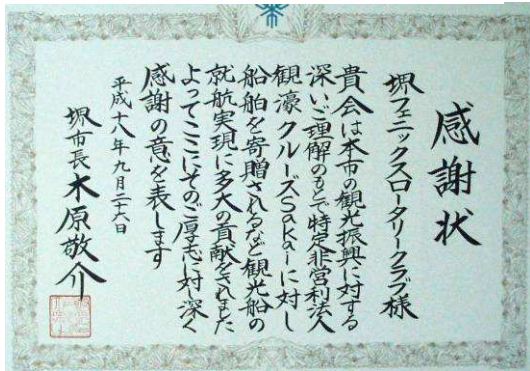 感謝状
堺フェニックスロータリークラブ様
貴会は本市の観光振興に対する
深いご理解のもとで特定非営利法人
観濠クルーズSakaiに対し
船舶を寄贈されるなど観光船の
就航実現に多大の貢献をされました
よってここにそのご厚志に対し深く
感謝の意を表します
平成十八年九月二六日
堺市長木原敬介